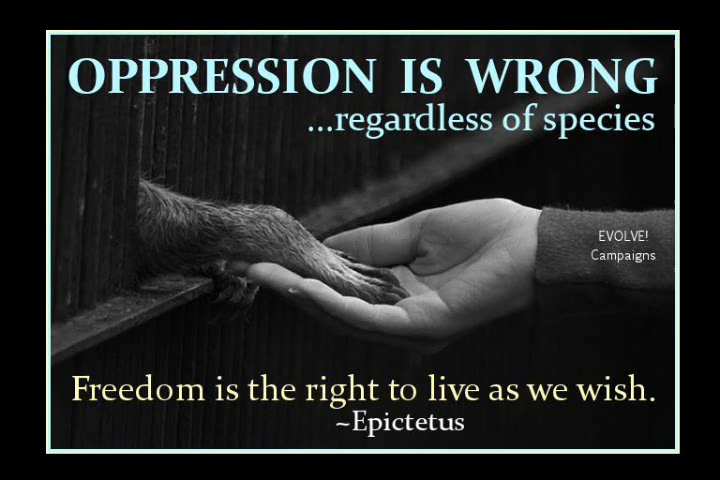 OPPRESSION IS WRONG
...regardless of species
EVOLVE!
Campaigns
Freedom is the right to live as we wish.
~Epictetus